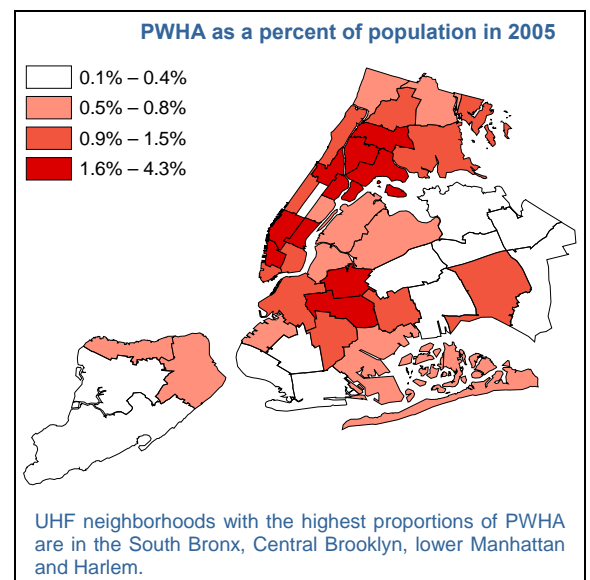 PWHA as a percent of population in 2005
0.1% – 0.4%
0.5% – 0.8%
0.9% – 1.5%
1.6% – 4.3%
UHF neighborhoods with the highest proportions of PWHA
are in the South Bronx, Central Brooklyn, lower Manhattan
and Harlem.